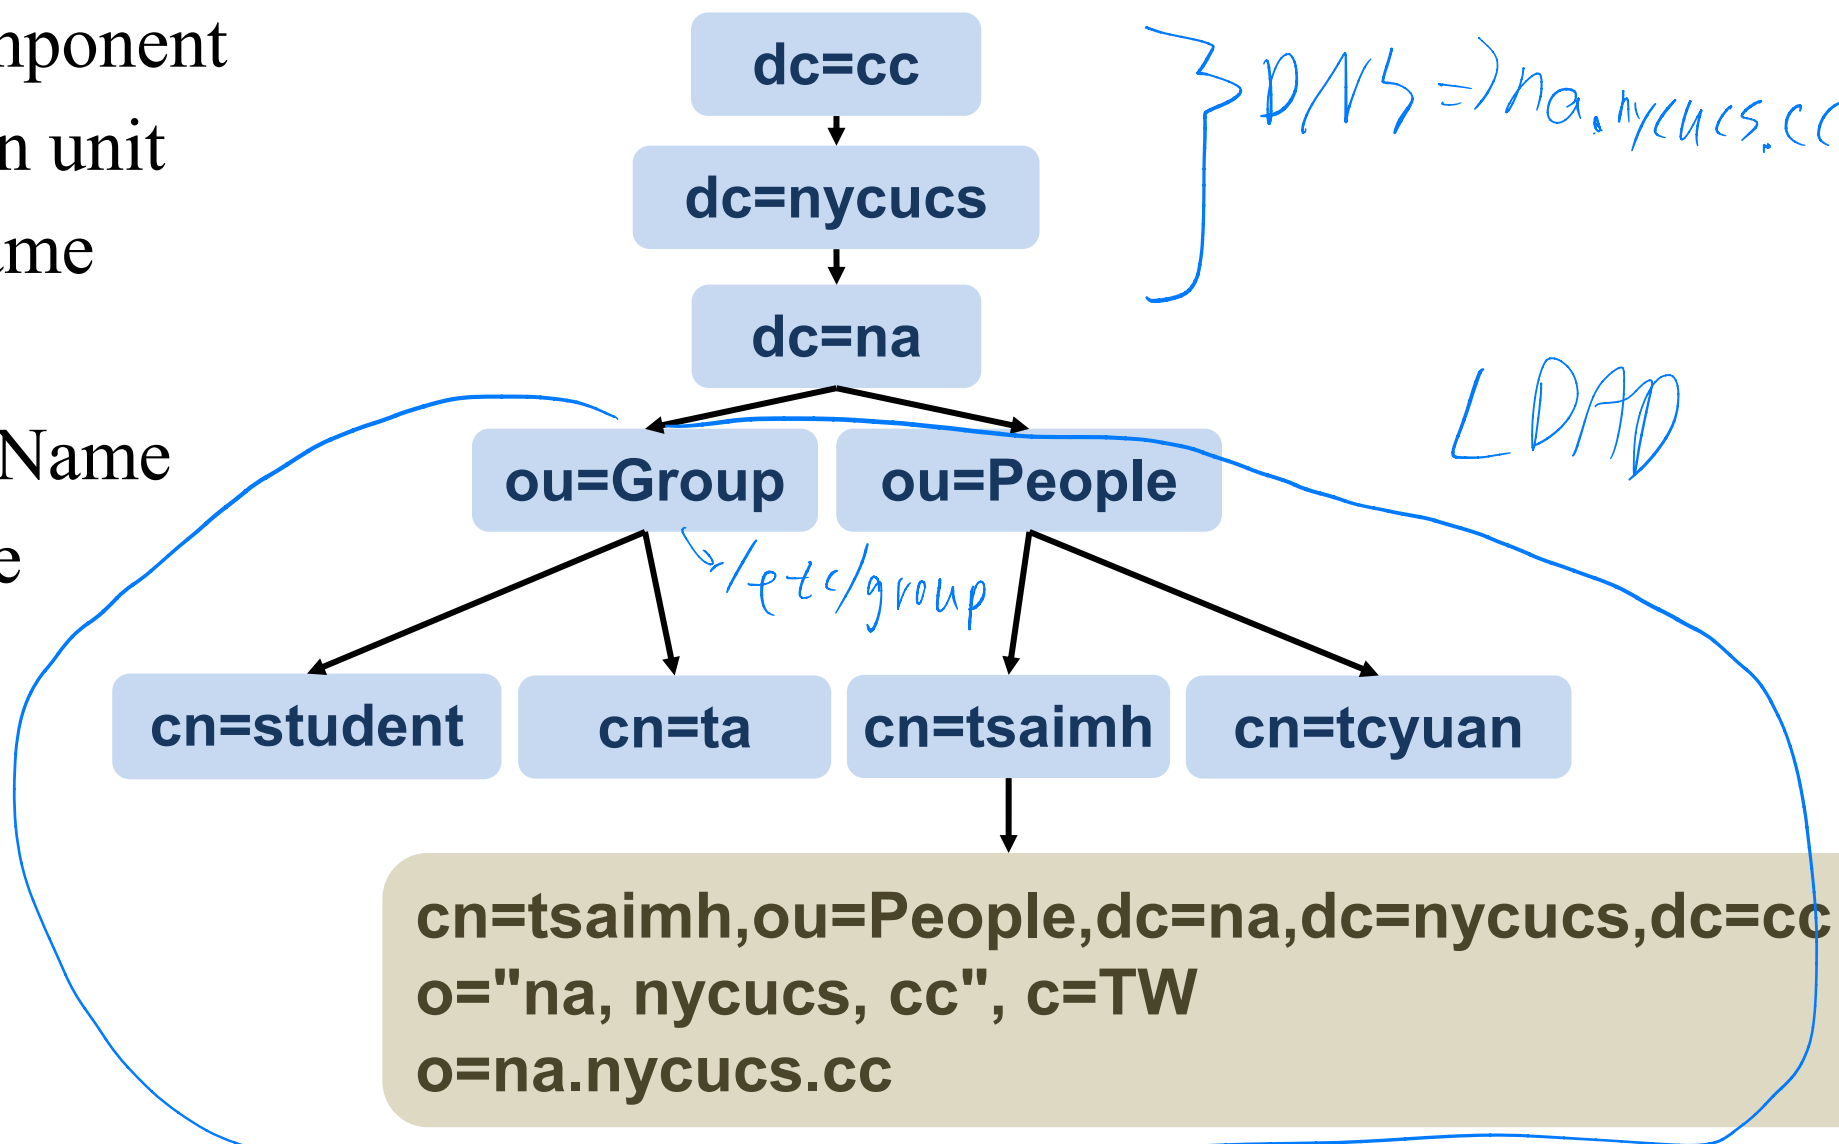 mponent
n unit
ame
Name
e
dc=cc
dc=nycucs
dc=na
DNS => na.nycucs.cc
LDAP
ou=Group
ou=People
/etc/group
cn=student
cn=ta
cn=tsaimh
cn=tcyuan
cn=tsaimh,ou=People,dc=na,dc=nycucs,dc=cc
o="na, nycucs, cc", c=TW
o=na.nycucs.cc